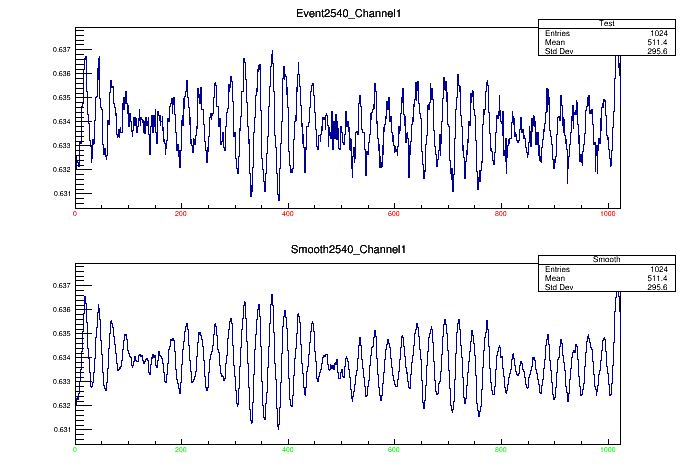 Event2540_Channel1
Test
Entries 1024
Mean 511.4
Std Dev 295.6
0.637
0.636
0.635
0.634
0.633
0.632
0.631
0 200 400 600 800 1000
Smooth2540_Channel1
Smooth
Entries 1024
Mean 511.4
Std Dev 295.6
0.637
0.636
0.635
0.634
0.633
0.632
0.631
0 200 400 600 800 1000